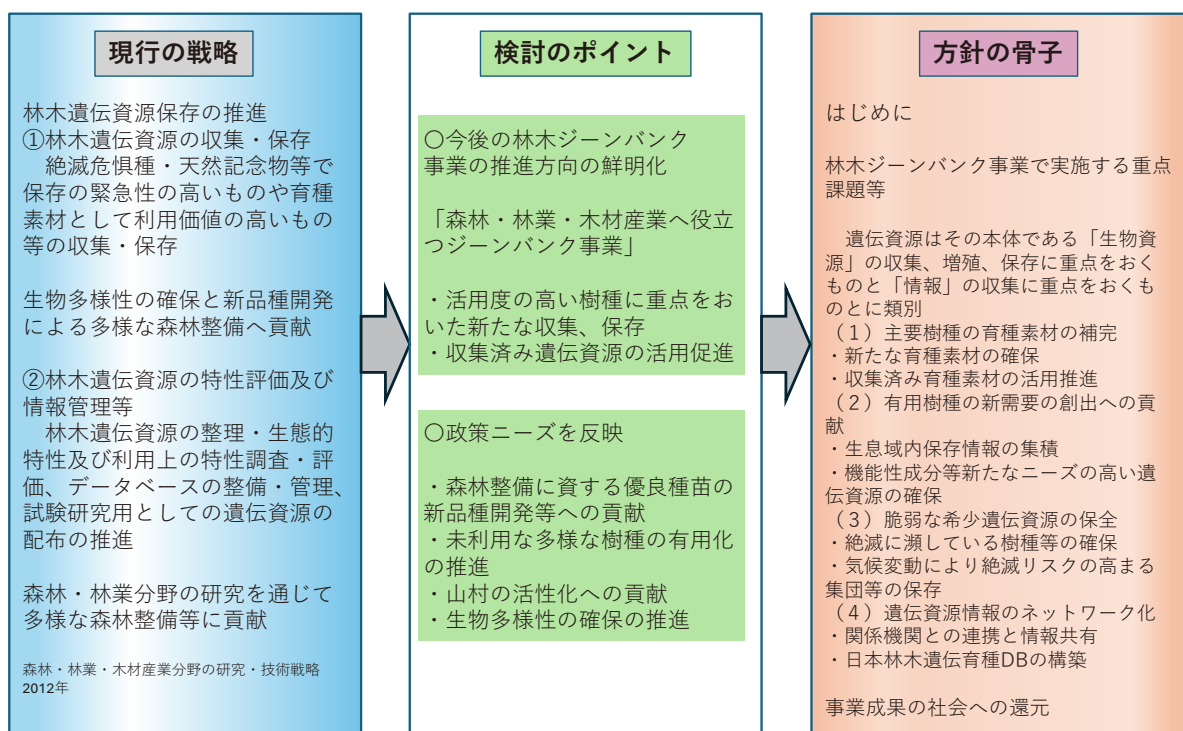 現行の戦略
林木遺伝資源保存の推進
①林木遺伝資源の収集・保存
　絶滅危惧種・天然記念物等で
保存の緊急性の高いものや育種
素材として利用価値の高いもの
等の収集・保存
生物多様性の確保と新品種開発
による多様な森林整備へ貢献
②林木遺伝資源の特性評価及び
情報管理等
　林木遺伝資源の整理・生態的
特性及び利用上の特性調査・評
価、データベースの整備・管理、
試験研究用としての遺伝資源の
配布の推進
森林・林業分野の研究を通じて
多様な森林整備等に貢献
森林・林業・木材産業分野の研究・技術戦略
2012年
検討のポイント
〇今後の林木ジーンバンク
事業の推進方向の鮮明化
「森林・林業・木材産業へ役立
つジーンバンク事業」
・活用度の高い樹種に重点をお
いた新たな収集、保存
・収集済み遺伝資源の活用促進
〇政策ニーズを反映
・森林整備に資する優良種苗の
新品種開発等への貢献
・未利用な多様な樹種の有用化
の推進
・山村の活性化への貢献
・生物多様性の確保の推進
方針の骨子
はじめに
林木ジーンバンク事業で実施する重点
課題等
　遺伝資源はその本体である「生物資
源」の収集、増殖、保存に重点をおく
ものと「情報」の収集に重点をおくも
のとに類別
（１）主要樹種の育種素材の補完
・新たな育種素材の確保
・収集済み育種素材の活用推進
（２）有用樹種の新需要の創出への貢
献
・生息域内保存情報の集積
・機能性成分等新たなニーズの高い遺
伝資源の確保
（３）脆弱な希少遺伝資源の保全
・絶滅に瀕している樹種等の確保
・気候変動により絶滅リスクの高まる
集団等の保存
（４）遺伝資源情報のネットワーク化
・関係機関との連携と情報共有
・日本林木遺伝育種DBの構築
事業成果の社会への還元